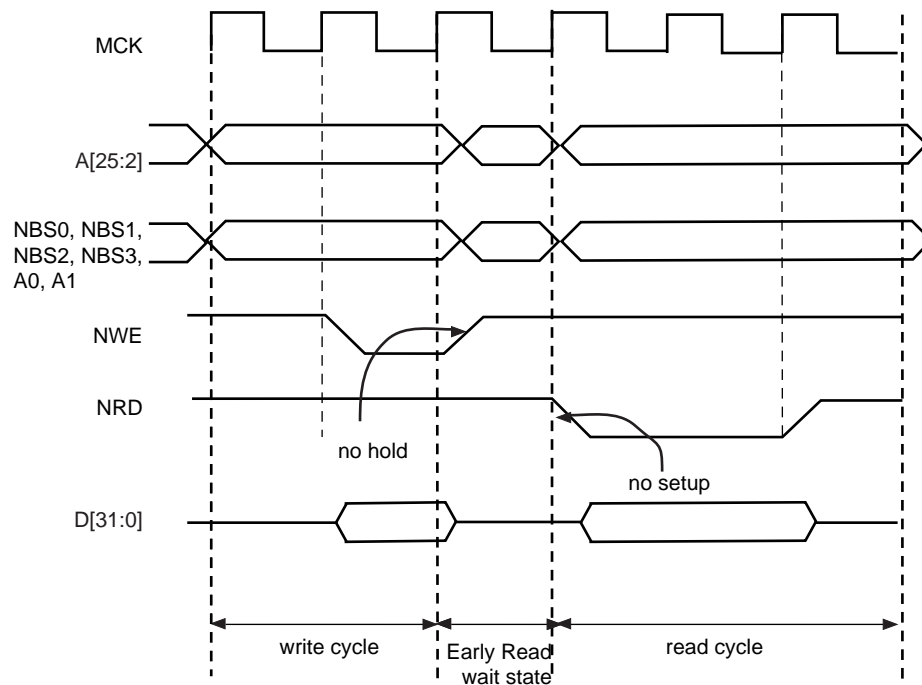 MCK
A[25:2]
NBS0, NBS1,
NBS2, NBS3,
A0, A1
NWE
NRD
no hold
no setup
D[31:0]
write cycle
Early Read
wait state
read cycle